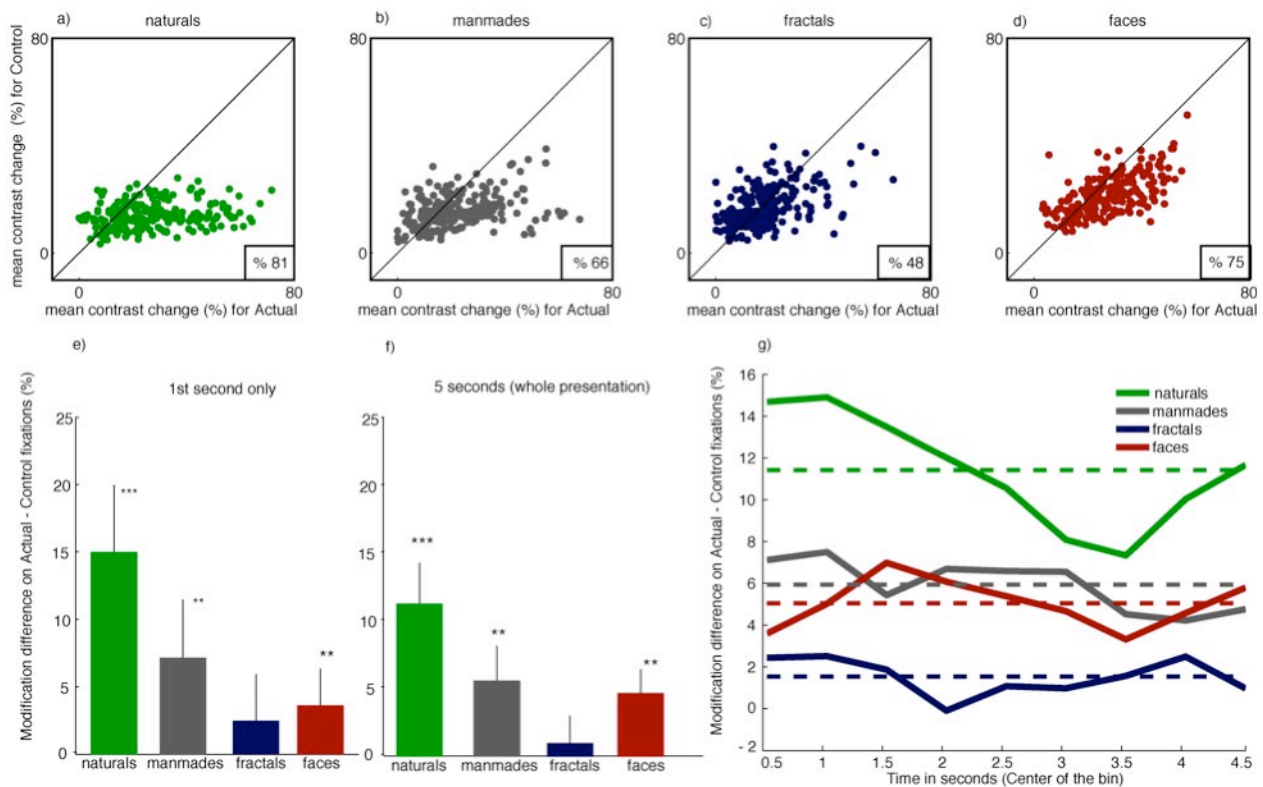 a) naturals
b) manmades
c) fractals
d) faces
mean contrast change (%) for Control
80
0
% 81
0
80
mean contrast change (%) for Actual
80
0
% 66
0
80
mean contrast change (%) for Actual
80
0
% 48
0
80
mean contrast change (%) for Actual
80
0
% 75
0
80
mean contrast change (%) for Actual
e)
1st second only
Modification difference on Actual - Control fixations (%)
25
20
15
10
5
0
***
**
**
naturals manmades fractals faces
f)
5 seconds (whole presentation)
25
20
15
10
5
0
***
**
**
naturals manmades fractals faces
g)
Modification difference on Actual - Control fixations (%)
16
14
12
10
8
6
4
2
0
- 2
naturals
manmades
fractals
faces
0.5 1 1.5 2 2.5 3 3.5 4 4.5
Time in seconds (Center of the bin)